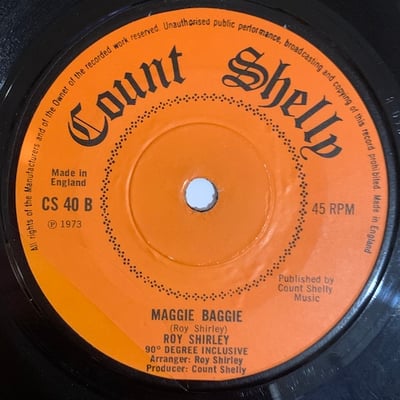 All rights of the Manufacturers and of the Owner of the recorded work reserved. Unauthorised public performance, broadcasting and copying of this record prohibited. Made in England
Count Shelly
Made in
England
CS 40 B
℗ 1973
45 RPM
Published by
Count Shelly
Music
MAGGIE BAGGIE
(Roy Shirley)
ROY SHIRLEY
90° DEGREE INCLUSIVE
Arranger: Roy Shirley
Producer: Count Shelly